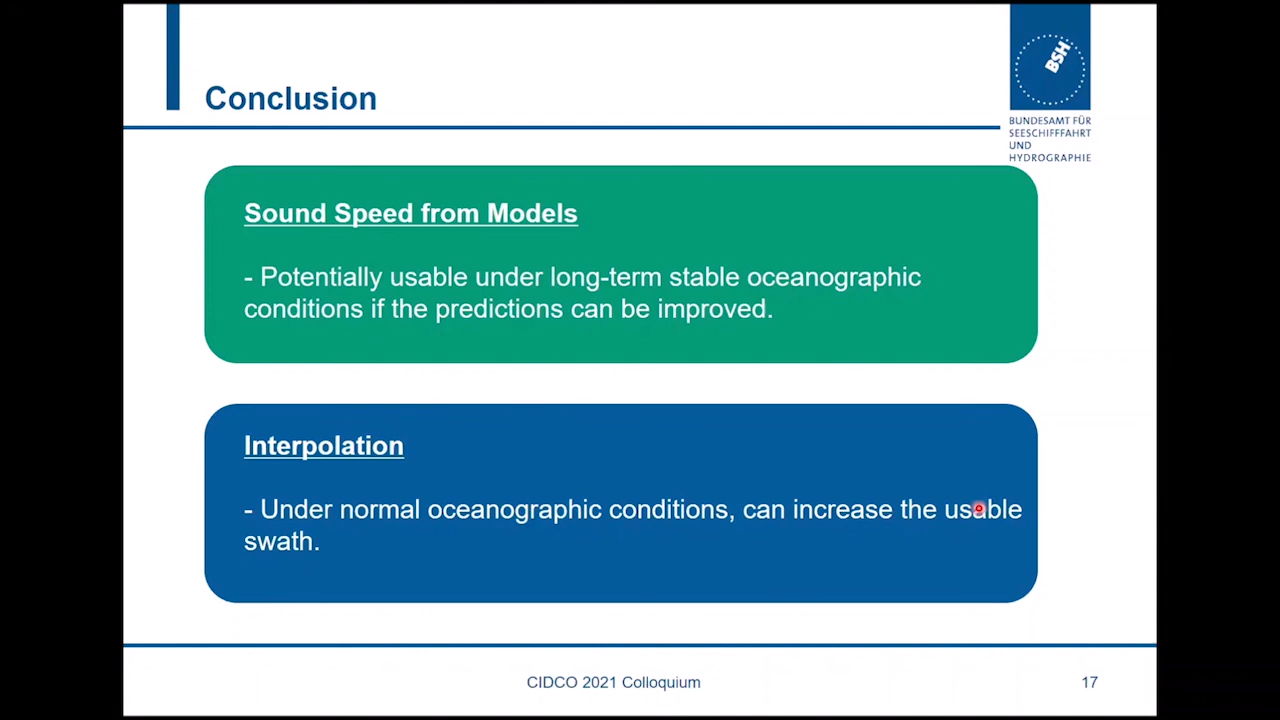 Conclusion
BSH
BUNDESAMT FÜR
SEESCHIFFFAHRT
UND
HYDROGRAPHIE
Sound Speed from Models
- Potentially usable under long-term stable oceanographic
conditions if the predictions can be improved.
Interpolation
- Under normal oceanographic conditions, can increase the usable
swath.
CIDCO 2021 Colloquium
17